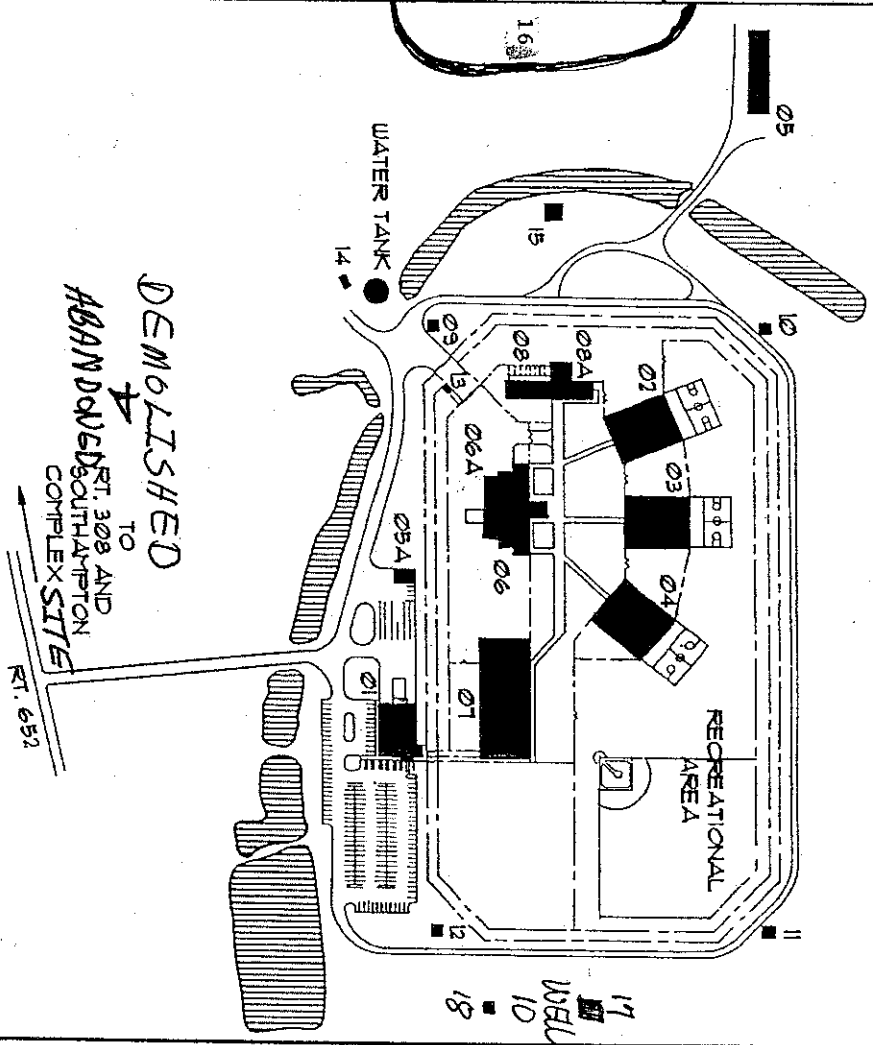 16
05
WATER TANK
14
15
10
09
13
08
08A
02
03
04
06A
06
05A
07
01
RECREATIONAL
AREA
11
12
17
WELL
10
18
DEMOLISHED
ABANDONED
SITE
TO
RT. 308 AND
SOUTHAMPTON
COMPLEX
RT. 652